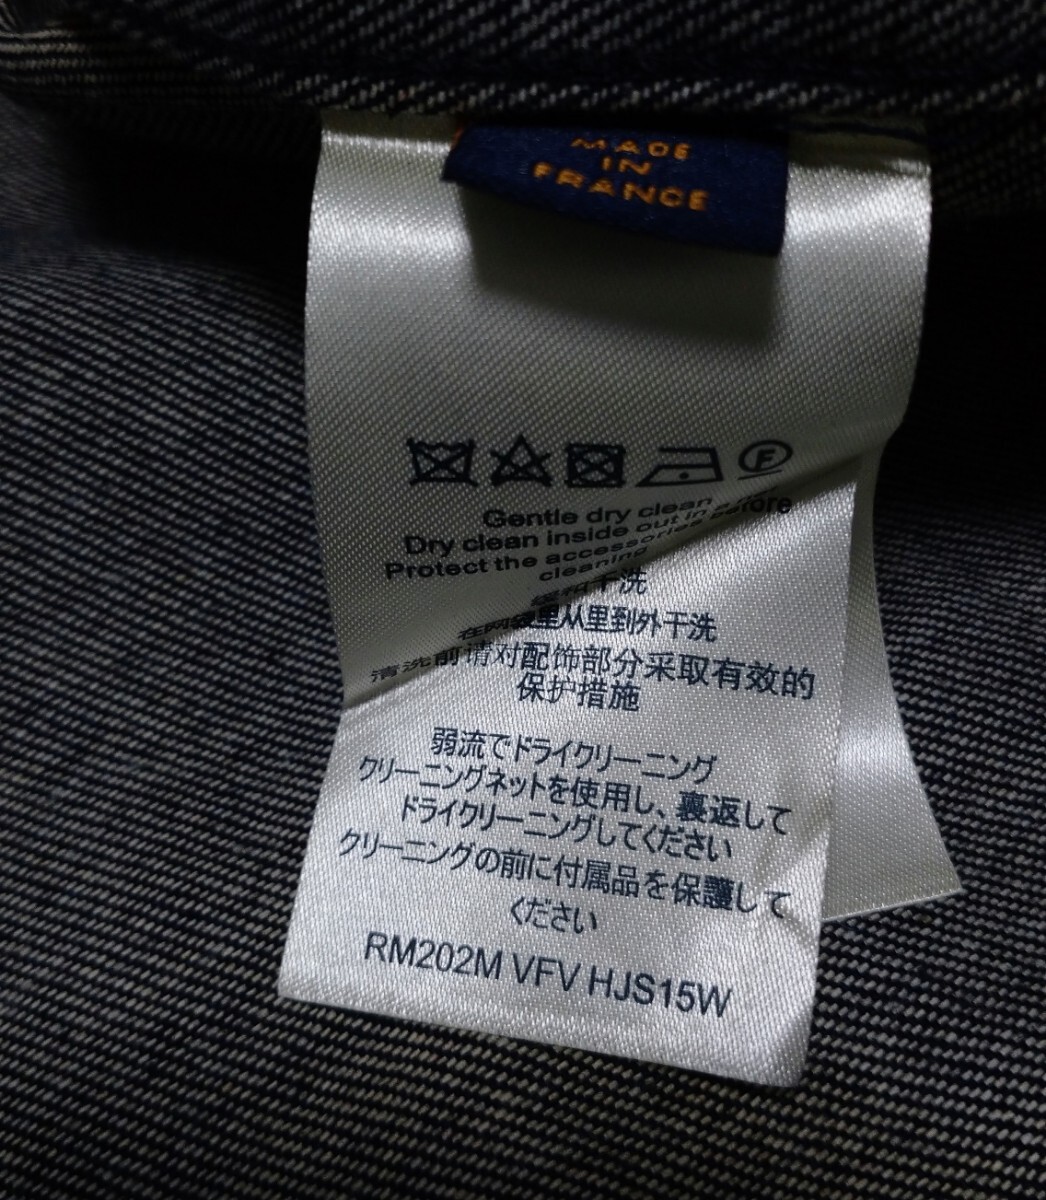 MADE
IN
FRANCE
F
Gentle dry clean
Dry clean inside out in a before
Protect the accessories
cleaning
缓和干洗
在网袋里从里到外干洗
清洗前请对配饰部分采取有效的
保护措施
弱流でドライクリーニング
クリーニングネットを使用し、裏返して
ドライクリーニングしてください
クリーニングの前に付属品を保護して
ください
RM202M VFV HJS15W